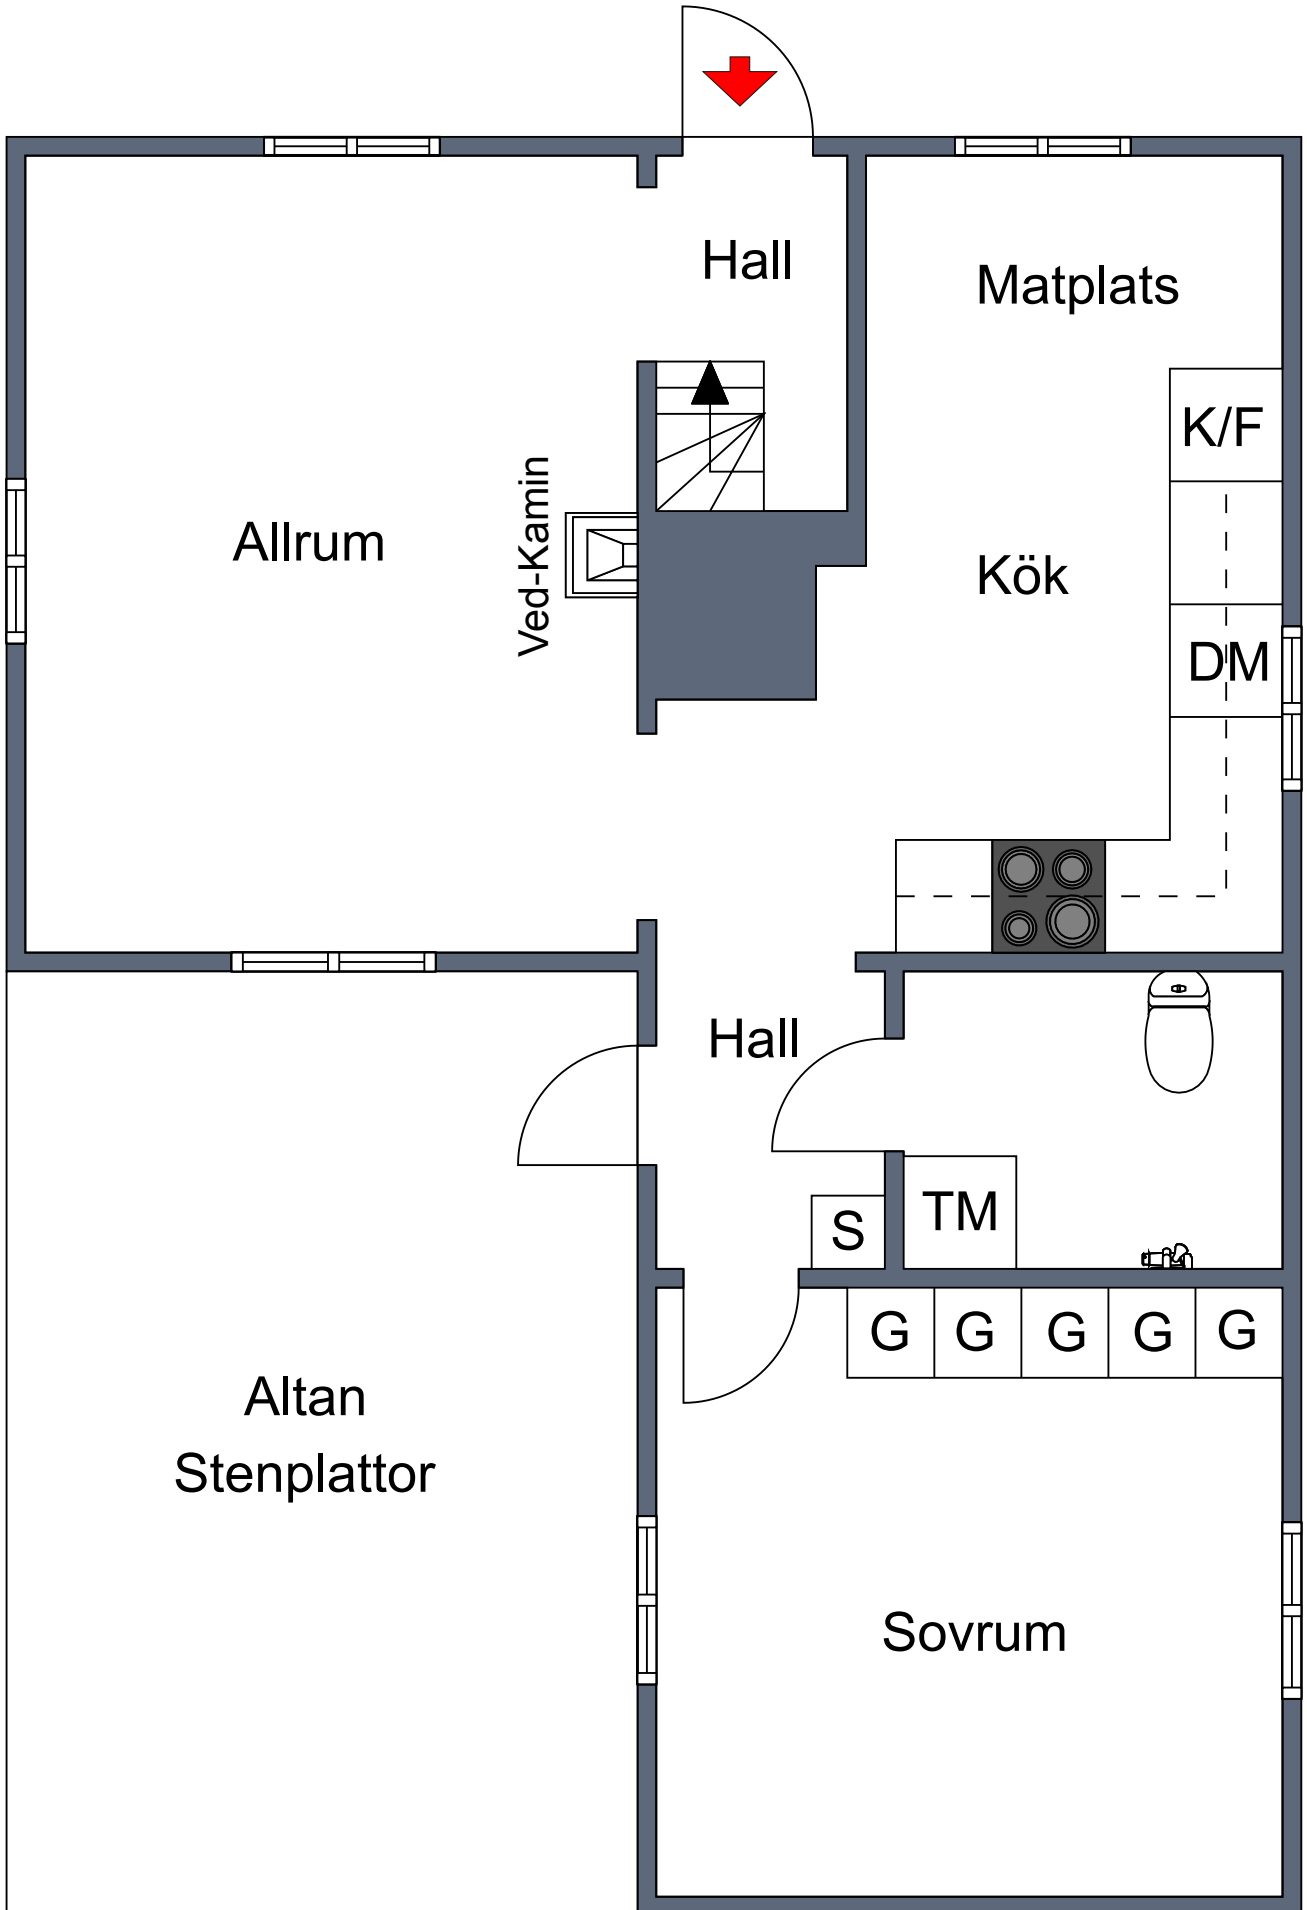 Hall
Matplats
K/F
Ved-Kamin
Allrum
Kök
DM
Hall
S
TM
G G G G G
Altan
Stenplattor
Sovrum